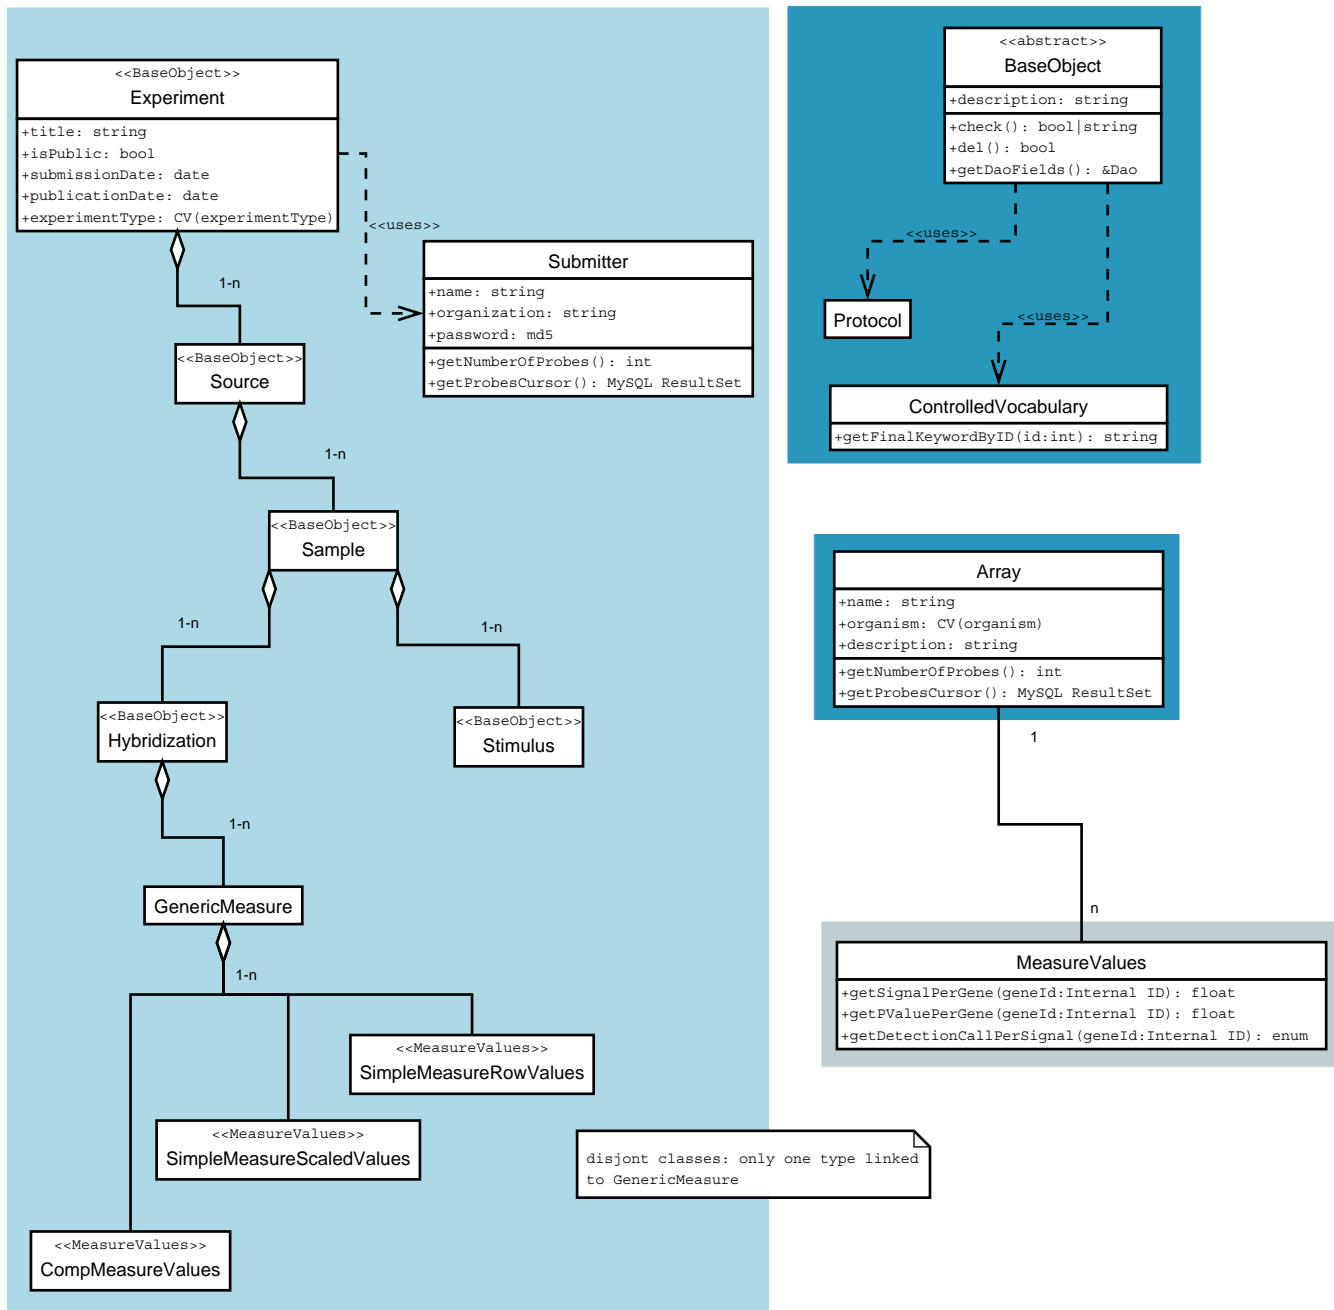 <<BaseObject>>
Experiment
+title: string
+isPublic: bool
+submissionDate: date
+publicationDate: date
+experimentType: CV(experimentType)
<<uses>>
1-n
Submitter
+name: string
+organization: string
+password: md5
+getNumberOfProbes(): int
+getProbesCursor(): MySQL ResultSet
<<BaseObject>>
Source
1-n
<<BaseObject>>
Sample
1-n
1-n
<<BaseObject>>
Hybridization
<<BaseObject>>
Stimulus
1-n
GenericMeasure
1-n
<<MeasureValues>>
SimpleMeasureRowValues
<<MeasureValues>>
SimpleMeasureScaledValues
<<MeasureValues>>
CompMeasureValues
disjont classes: only one type linked
to GenericMeasure
<<abstract>>
BaseObject
+description: string
+check(): bool|string
+del(): bool
+getDaoFields(): &Dao
<<uses>>
Protocol
<<uses>>
ControlledVocabulary
+getFinalKeywordByID(id:int): string
Array
+name: string
+organism: CV(organism)
+description: string
+getNumberOfProbes(): int
+getProbesCursor(): MySQL ResultSet
1
n
MeasureValues
+getSignalPerGene(geneId:Internal ID): float
+getPValuePerGene(geneId:Internal ID): float
+getDetectionCallPerSignal(geneId:Internal ID): enum